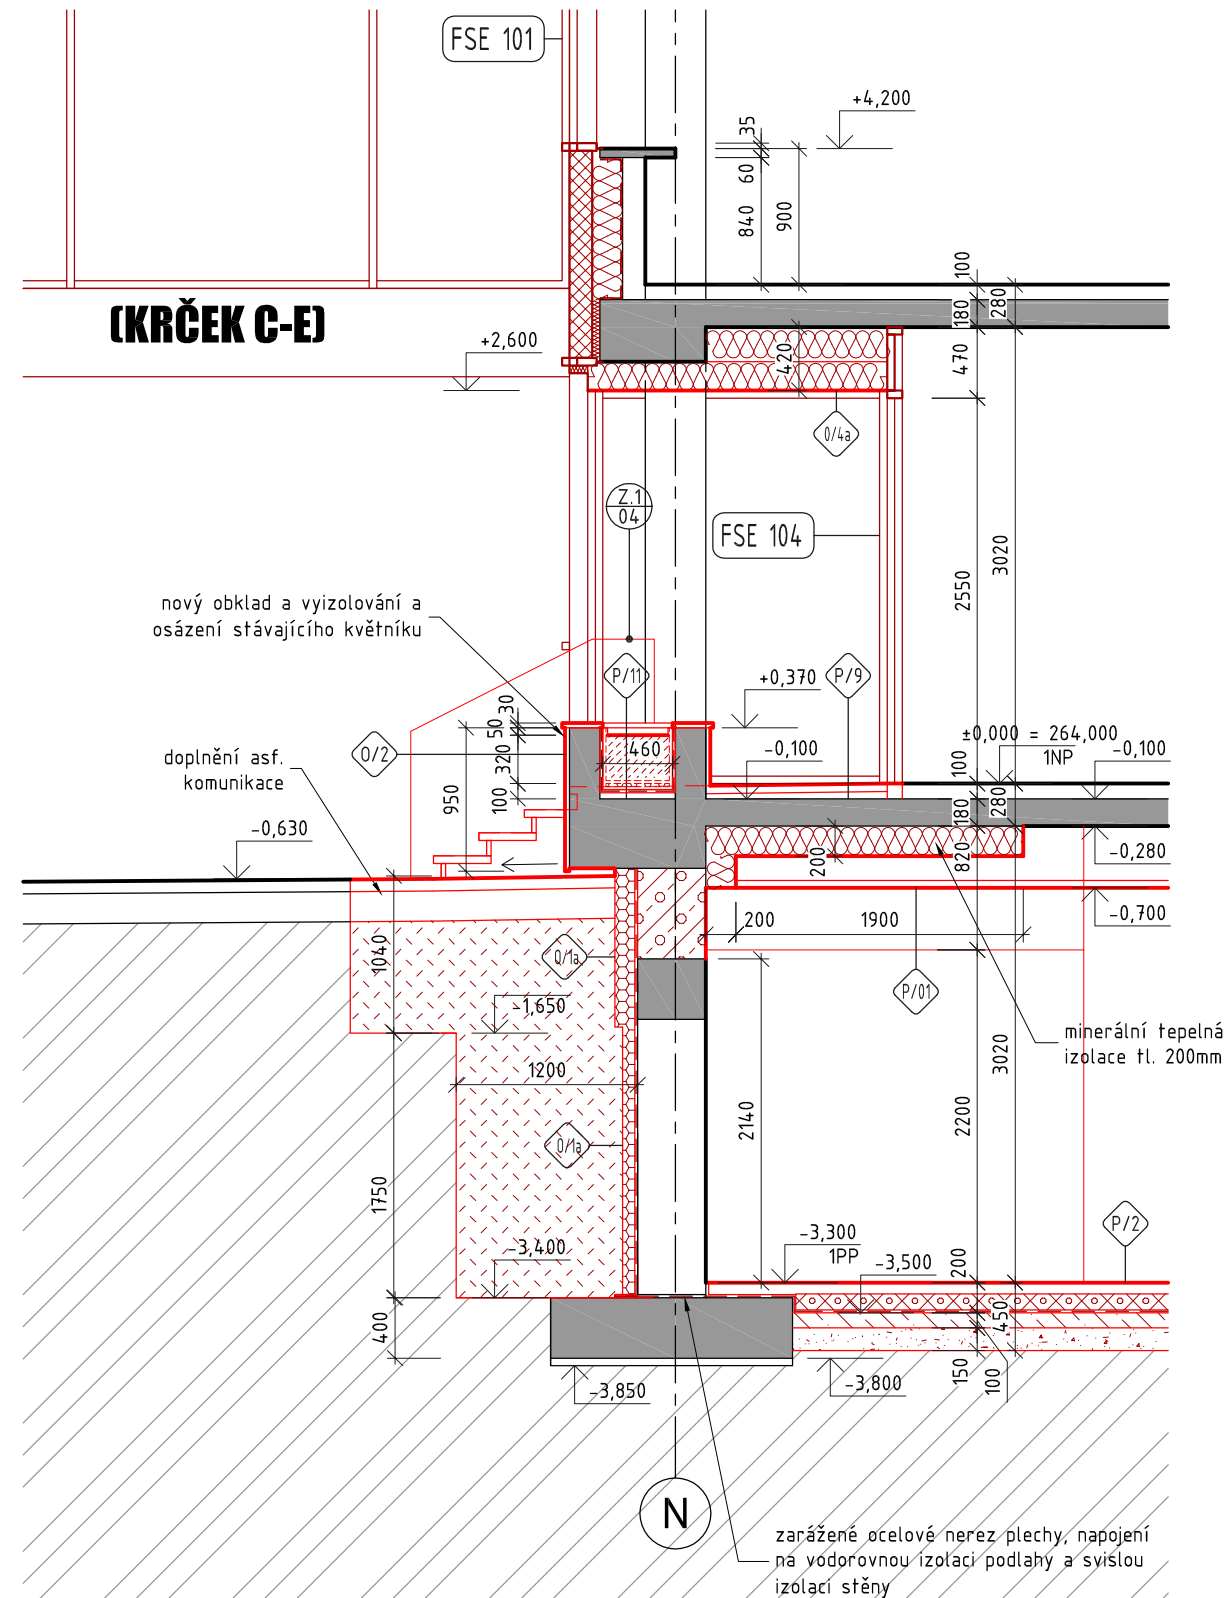 FSE 101
+4,200
35
60
840
900
100
180
280
(KRČEK C-E)
+2,600
420
470
0/4a
Z.1
04
FSE 104
3020
2550
nový obklad a vyizolování a
osázení stávajícího květníku
P/11
+0,370
P/9
30
50
320
100
950
0/2
460
-0,100
±0,000 = 264,000
1NP
-0,100
doplnění asf.
komunikace
100
180
280
-0,630
200
820
-0,280
200
1900
-0,700
1040
0/1a
-1,650
P/01
minerální tepelná
izolace tl. 200mm
1200
2140
3020
2200
0/1a
1750
-3,400
-3,300
1PP
-3,500
200
P/2
400
450
150
100
-3,850
-3,800
N
zarážené ocelové nerez plechy, napojení
na vodorovnou izolaci podlahy a svislou
izolaci stěny